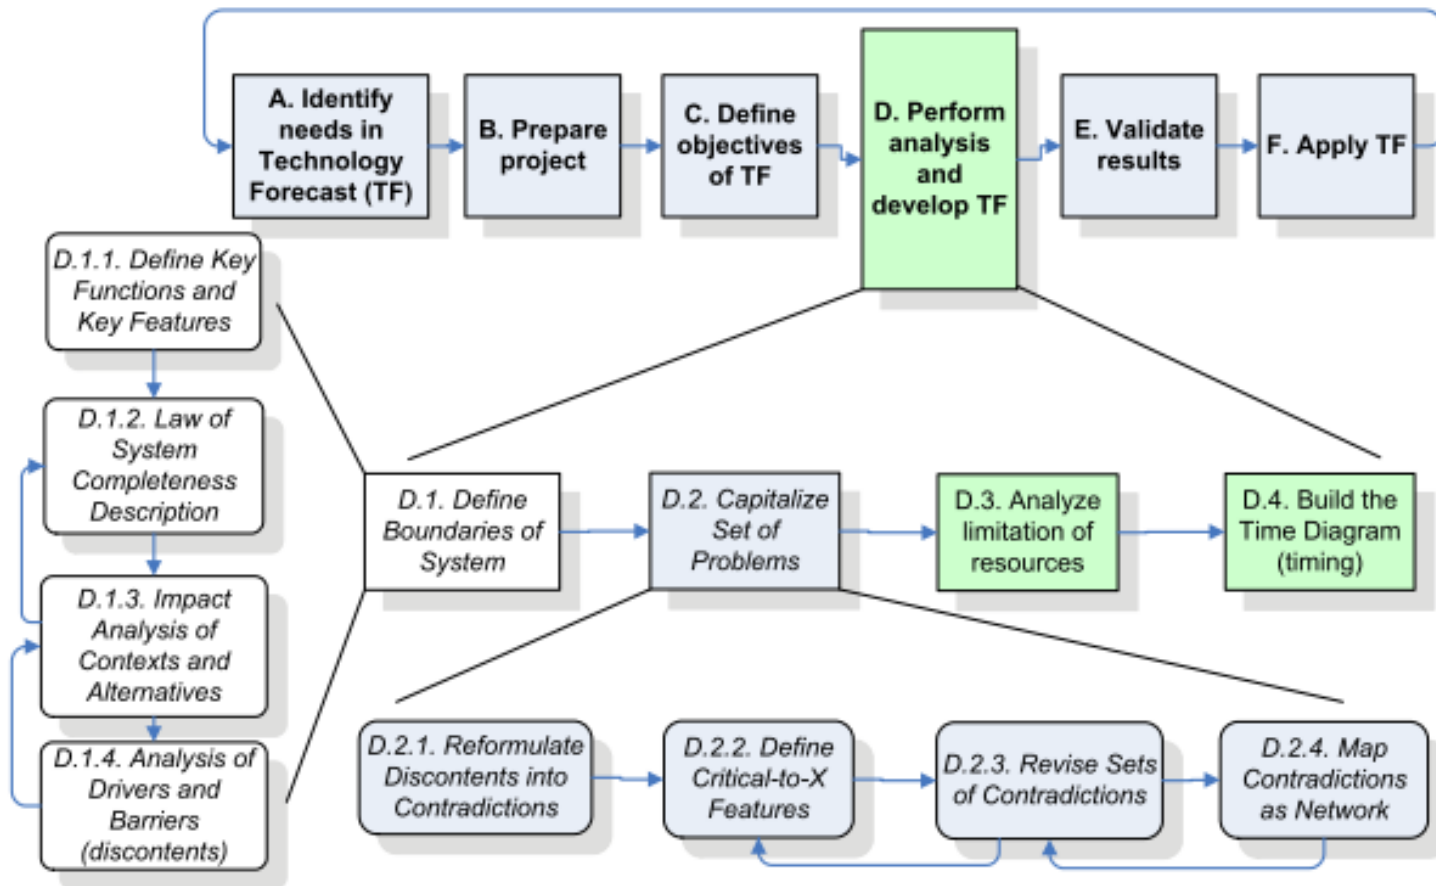 A. Identify
needs in
Technology
Forecast (TF)
B. Prepare
project
C. Define
objectives
of TF
D. Perform
analysis
and
develop TF
E. Validate
results
F. Apply TF
D.1.1. Define Key
Functions and
Key Features
D.1.2. Law of
System
Completeness
Description
D.1.3. Impact
Analysis of
Contexts and
Alternatives
D.1.4. Analysis of
Drivers and
Barriers
(discontents)
D.1. Define
Boundaries of
System
D.2. Capitalize
Set of
Problems
D.3. Analyze
limitation of
resources
D.4. Build the
Time Diagram
(timing)
D.2.1. Reformulate
Discontents into
Contradictions
D.2.2. Define
Critical-to-X
Features
D.2.3. Revise Sets
of Contradictions
D.2.4. Map
Contradictions
as Network